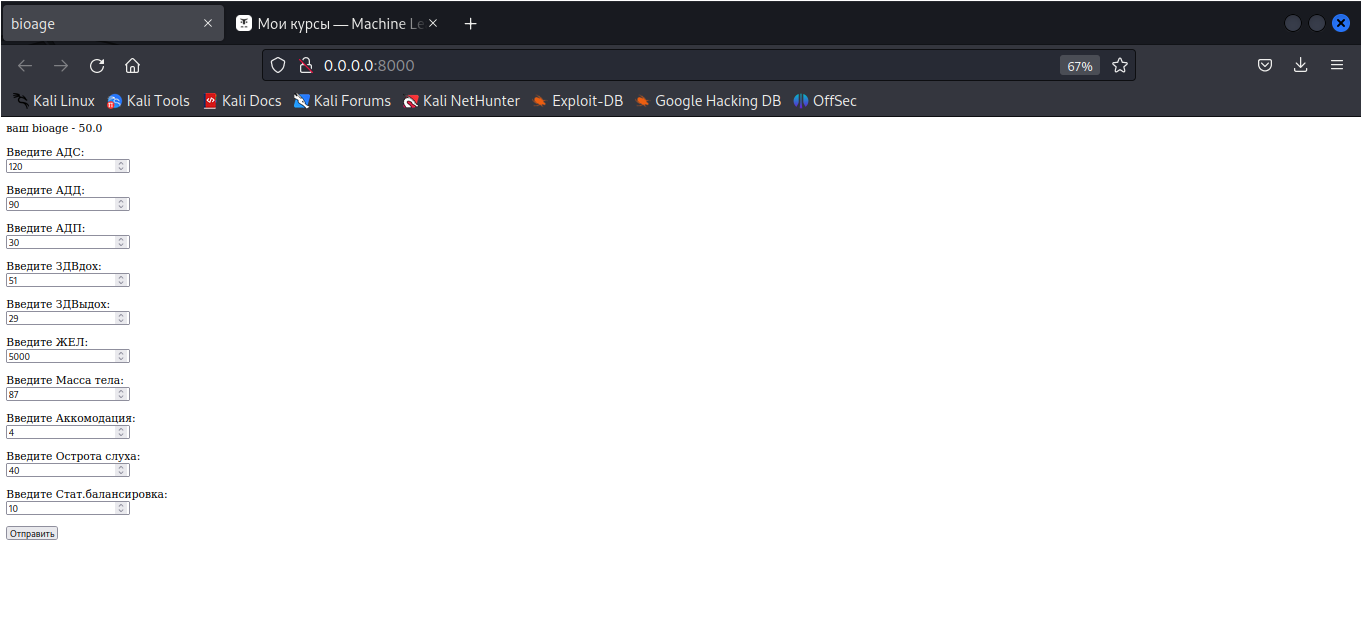 bioage
Мои курсы — Machine Le
0.0.0.0:8000
67%
Kali Linux Kali Tools Kali Docs Kali Forums Kali NetHunter Exploit-DB Google Hacking DB OffSec
ваш bioage - 50.0
Введите АДС:
120
Введите АДД:
90
Введите АДП:
30
Введите ЗДВдох:
51
Введите ЗДВыдох:
29
Введите ЖЕЛ:
5000
Введите Масса тела:
87
Введите Аккомодация:
4
Введите Острота слуха:
40
Введите Стат.балансировка:
10
Отправить